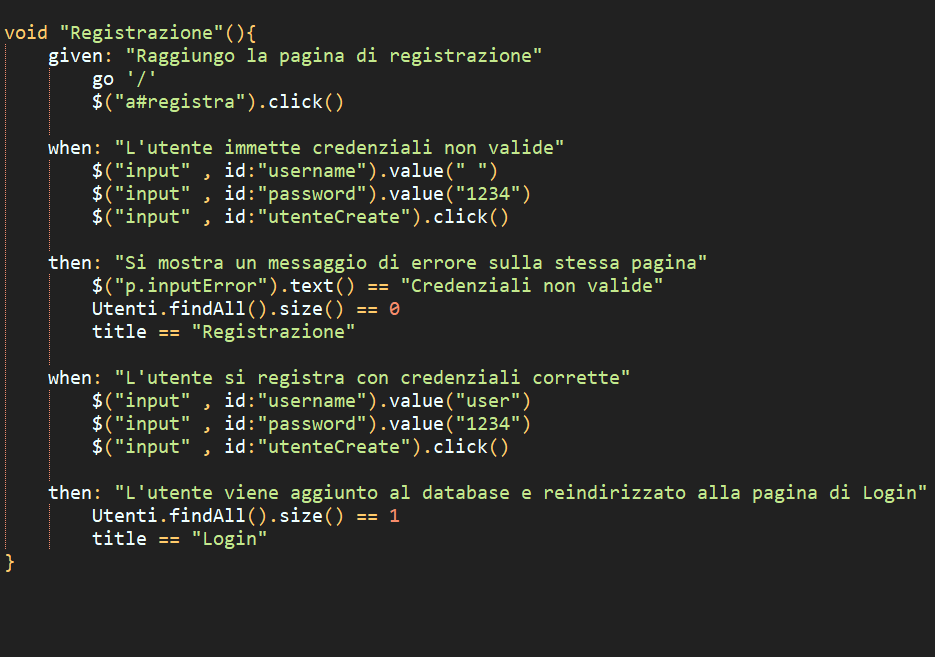 void "Registrazione"(){
given: "Raggiungo la pagina di registrazione"
go '/'
$("a#registra").click()
when: "L'utente immette credenziali non valide"
$("input" , id:"username").value(" ")
$("input" , id:"password").value("1234")
$("input" , id:"utenteCreate").click()
then: "Si mostra un messaggio di errore sulla stessa pagina"
$("p.inputError").text() == "Credenziali non valide"
Utenti.findAll().size() == 0
title == "Registrazione"
when: "L'utente si registra con credenziali corrette"
$("input" , id:"username").value("user")
$("input" , id:"password").value("1234")
$("input" , id:"utenteCreate").click()
then: "L'utente viene aggiunto al database e reindirizzato alla pagina di Login"
Utenti.findAll().size() == 1
title == "Login"
}